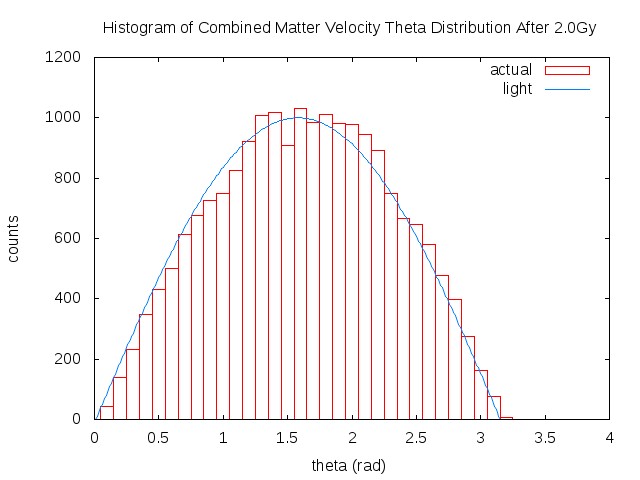 Histogram of Combined Matter Velocity Theta Distribution After 2.0Gy
1200
1000
800
600
400
200
0
counts
actual
light
0 0.5 1 1.5 2 2.5 3 3.5 4
theta (rad)